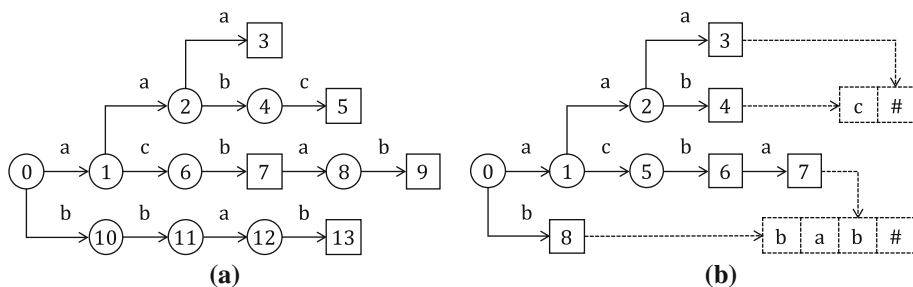 a a
3 3
a b c a b
2 4 5 2 4 c #
a c b a b a c b a
0 1 6 7 8 9 0 1 5 6 7
b b a b b
10 11 12 13 8 b a b #
(a) (b)